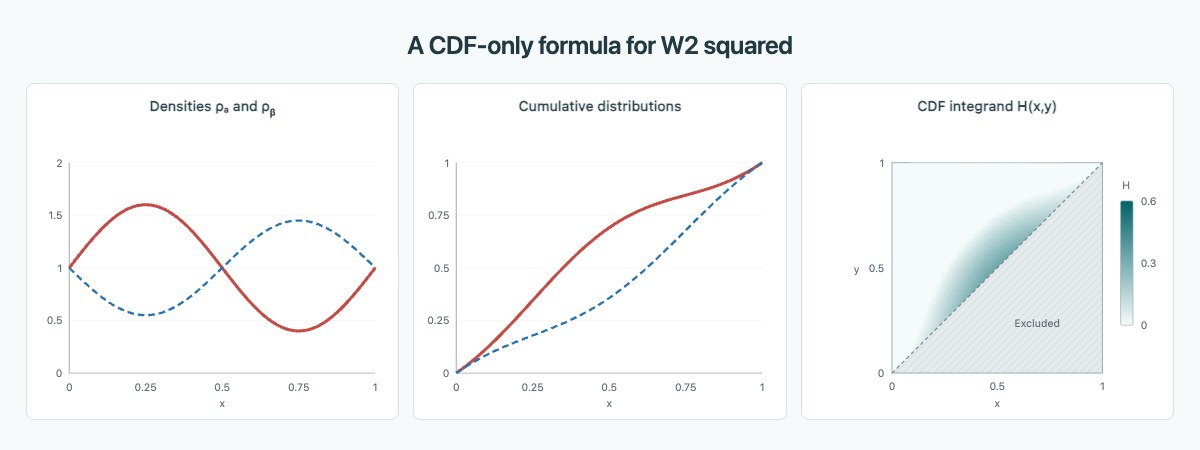 A CDF-only formula for W2 squared
Densities ρₐ and ρᵦ
2
1.5
1
0.5
0
0
0.25
0.5
0.75
1
x
Cumulative distributions
1
0.75
0.5
0.25
0
0
0.25
0.5
0.75
1
x
CDF integrand H(x,y)
1
y
0.5
0
Excluded
0
0.5
1
x
H
0.6
0.3
0